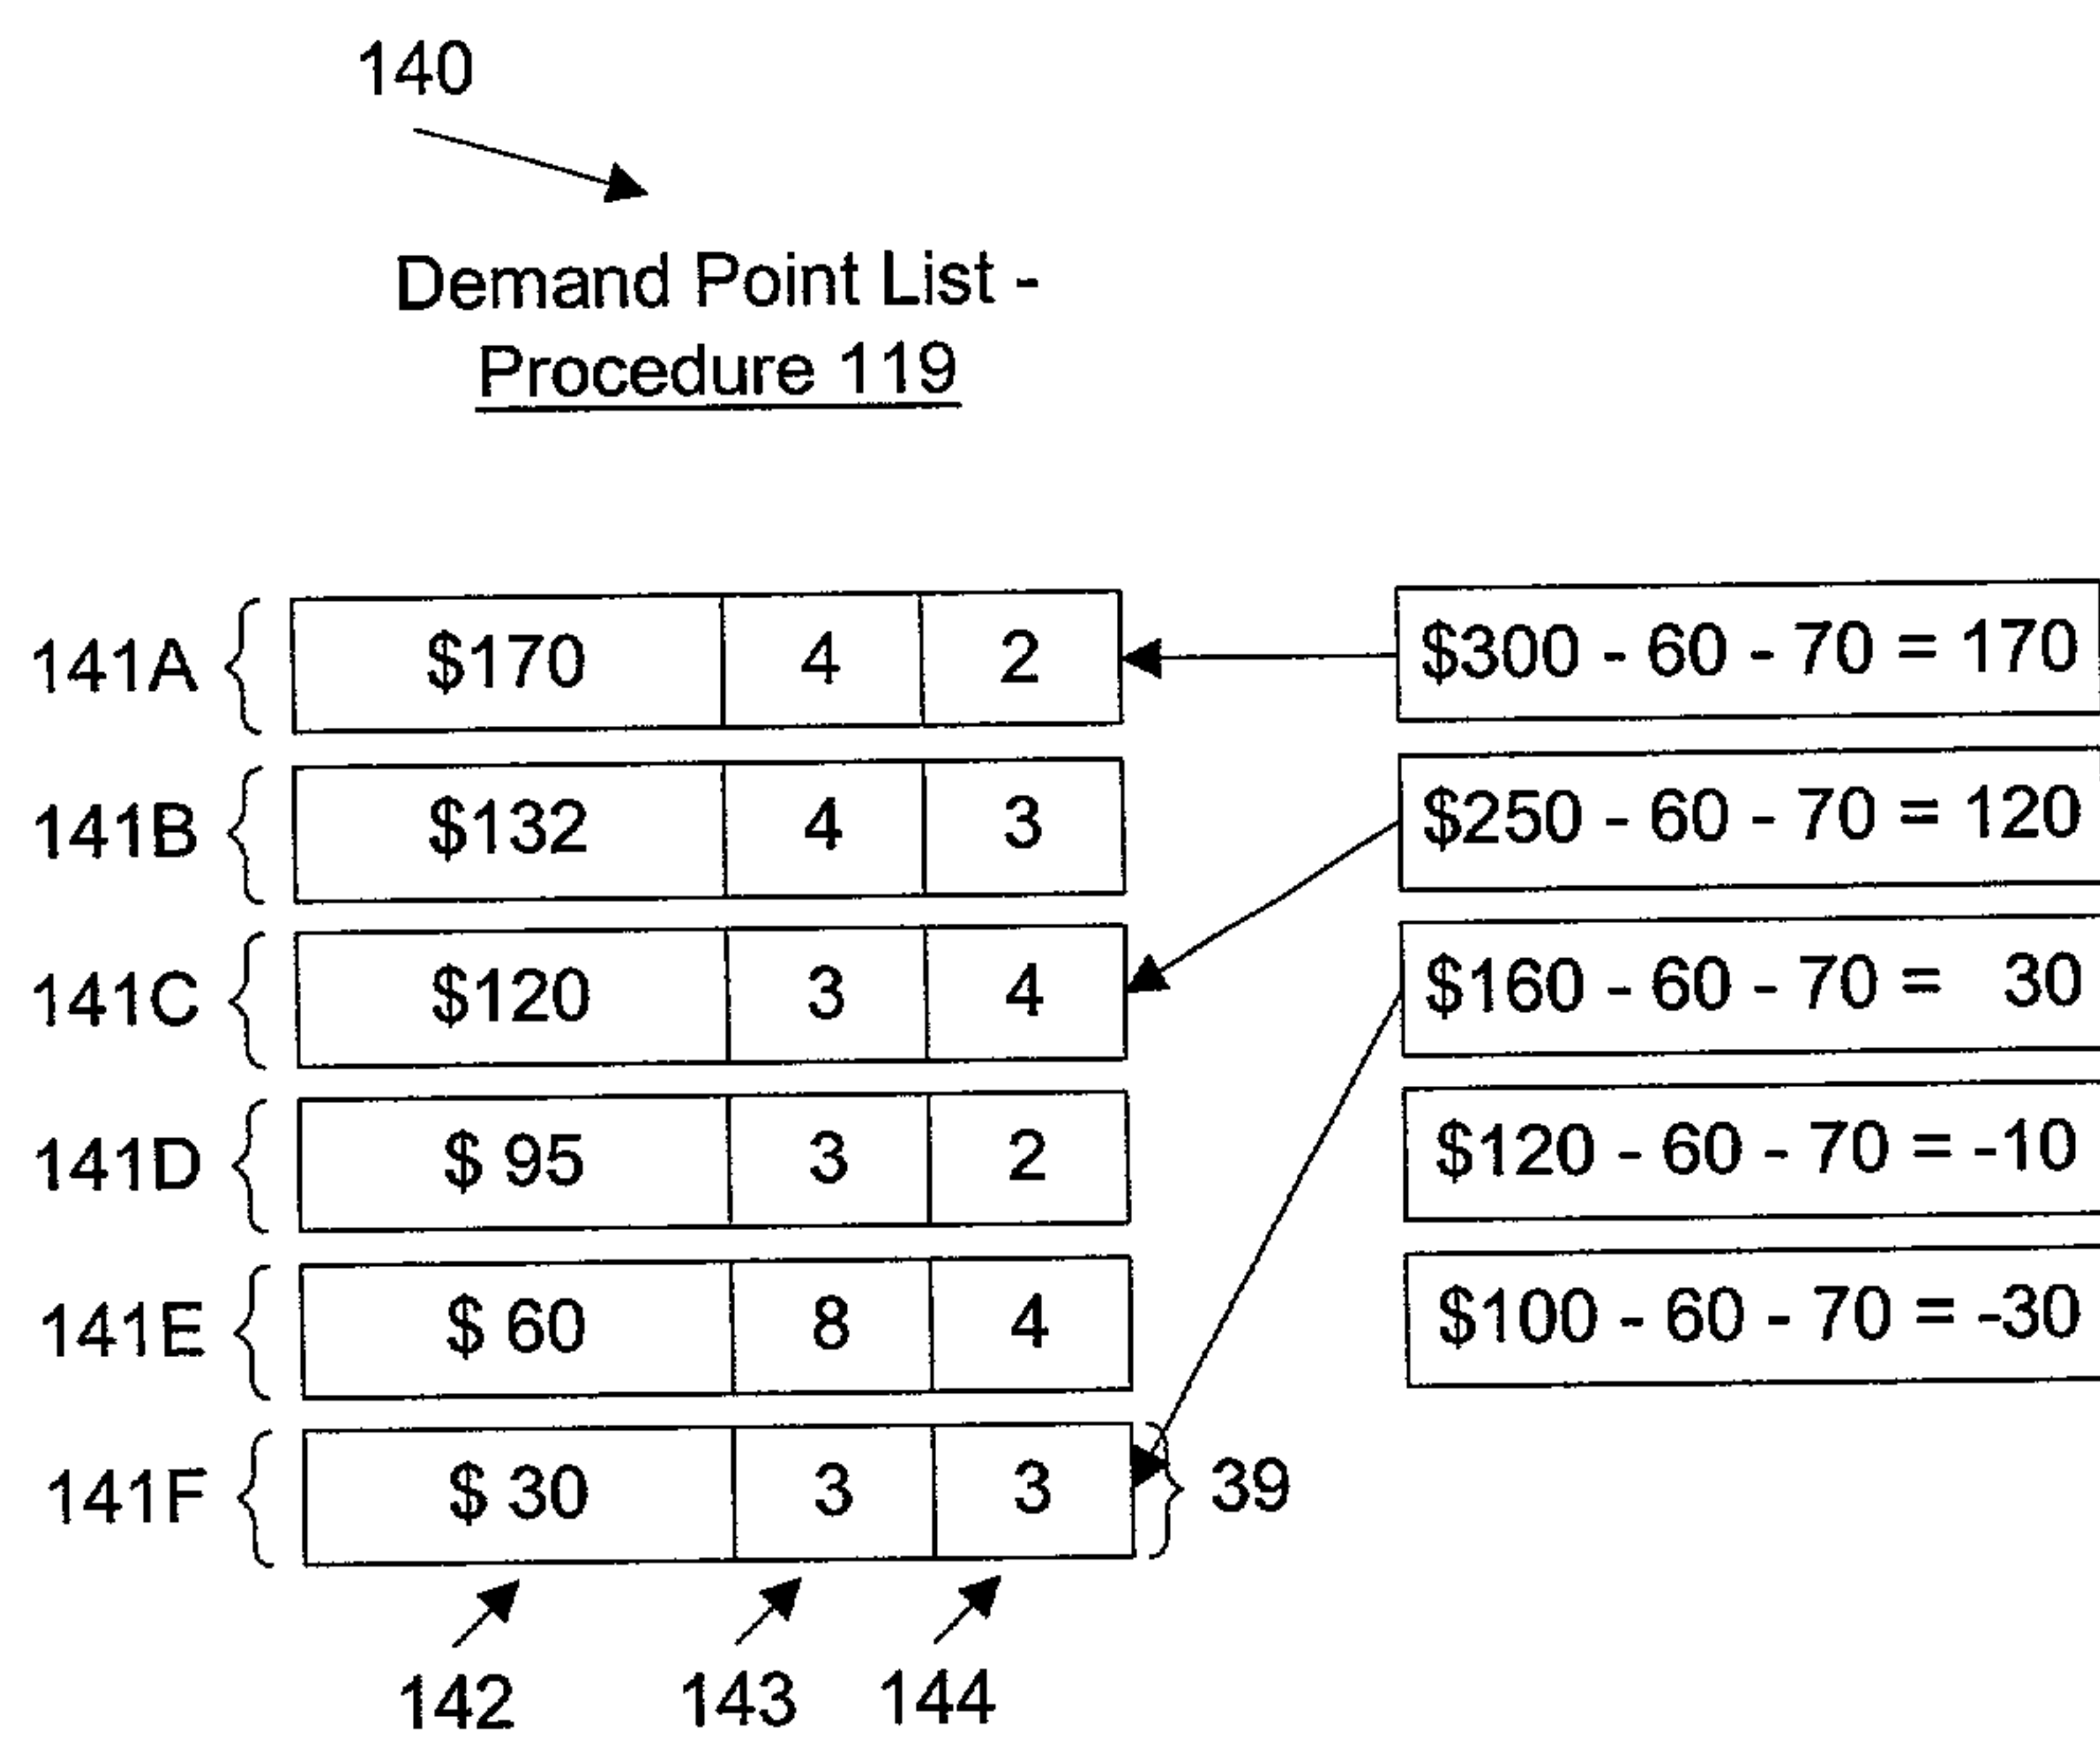 140
Demand Point List -
Procedure 119
141A $170 4 2 $300 - 60 - 70 = 170
141B $132 4 3 $250 - 60 - 70 = 120
141C $120 3 4 $160 - 60 - 70 = 30
141D $ 95 3 2 $120 - 60 - 70 = -10
141E $ 60 8 4 $100 - 60 - 70 = -30
141F $ 30 3 3 39
142 143 144